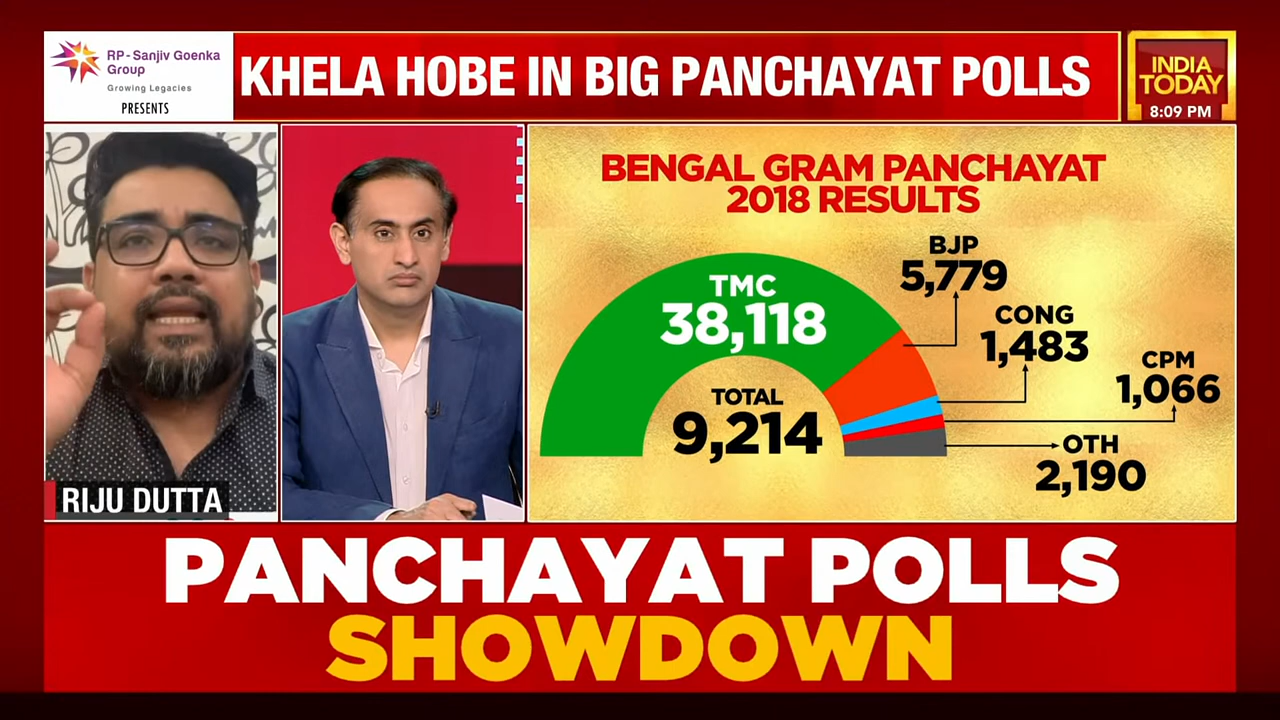 RP-Sanjiv Goenka
Group
Growing Legacies
PRESENTS
KHELA HOBE IN BIG PANCHAYAT POLLS
INDIA
TODAY
8:09 PM
BENGAL GRAM PANCHAYAT
2018 RESULTS
TMC
38,118
BJP
5,779
CONG
1,483
CPM
1,066
OTH
2,190
TOTAL
9,214
RIJU DUTTA
PANCHAYAT POLLS
SHOWDOWN